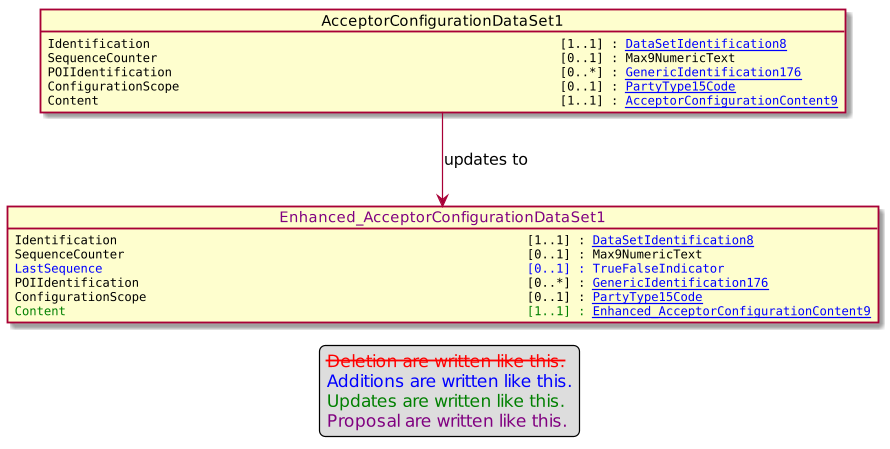 AcceptorConfigurationDataSet1
Identification [1..1] : DataSetIdentification8
SequenceCounter [0..1] : Max9NumericText
POIIdentification [0..*] : GenericIdentification176
ConfigurationScope [0..1] : PartyType15Code
Content [1..1] : AcceptorConfigurationContent9
updates to
Enhanced_AcceptorConfigurationDataSet1
Identification [1..1] : DataSetIdentification8
SequenceCounter [0..1] : Max9NumericText
LastSequence [0..1] : TrueFalseIndicator
POIIdentification [0..*] : GenericIdentification176
ConfigurationScope [0..1] : PartyType15Code
Content [1..1] : Enhanced_AcceptorConfigurationContent9
Deletion are written like this.
Additions are written like this.
Updates are written like this.
Proposal are written like this.